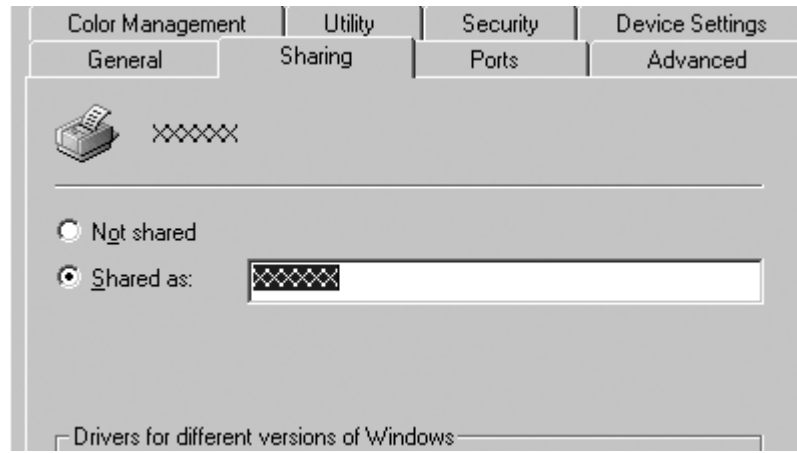 Color Management Utility Security Device Settings
General Sharing Ports Advanced
XXXXXX
Not shared
Shared as: XXXXXX
Drivers for different versions of Windows